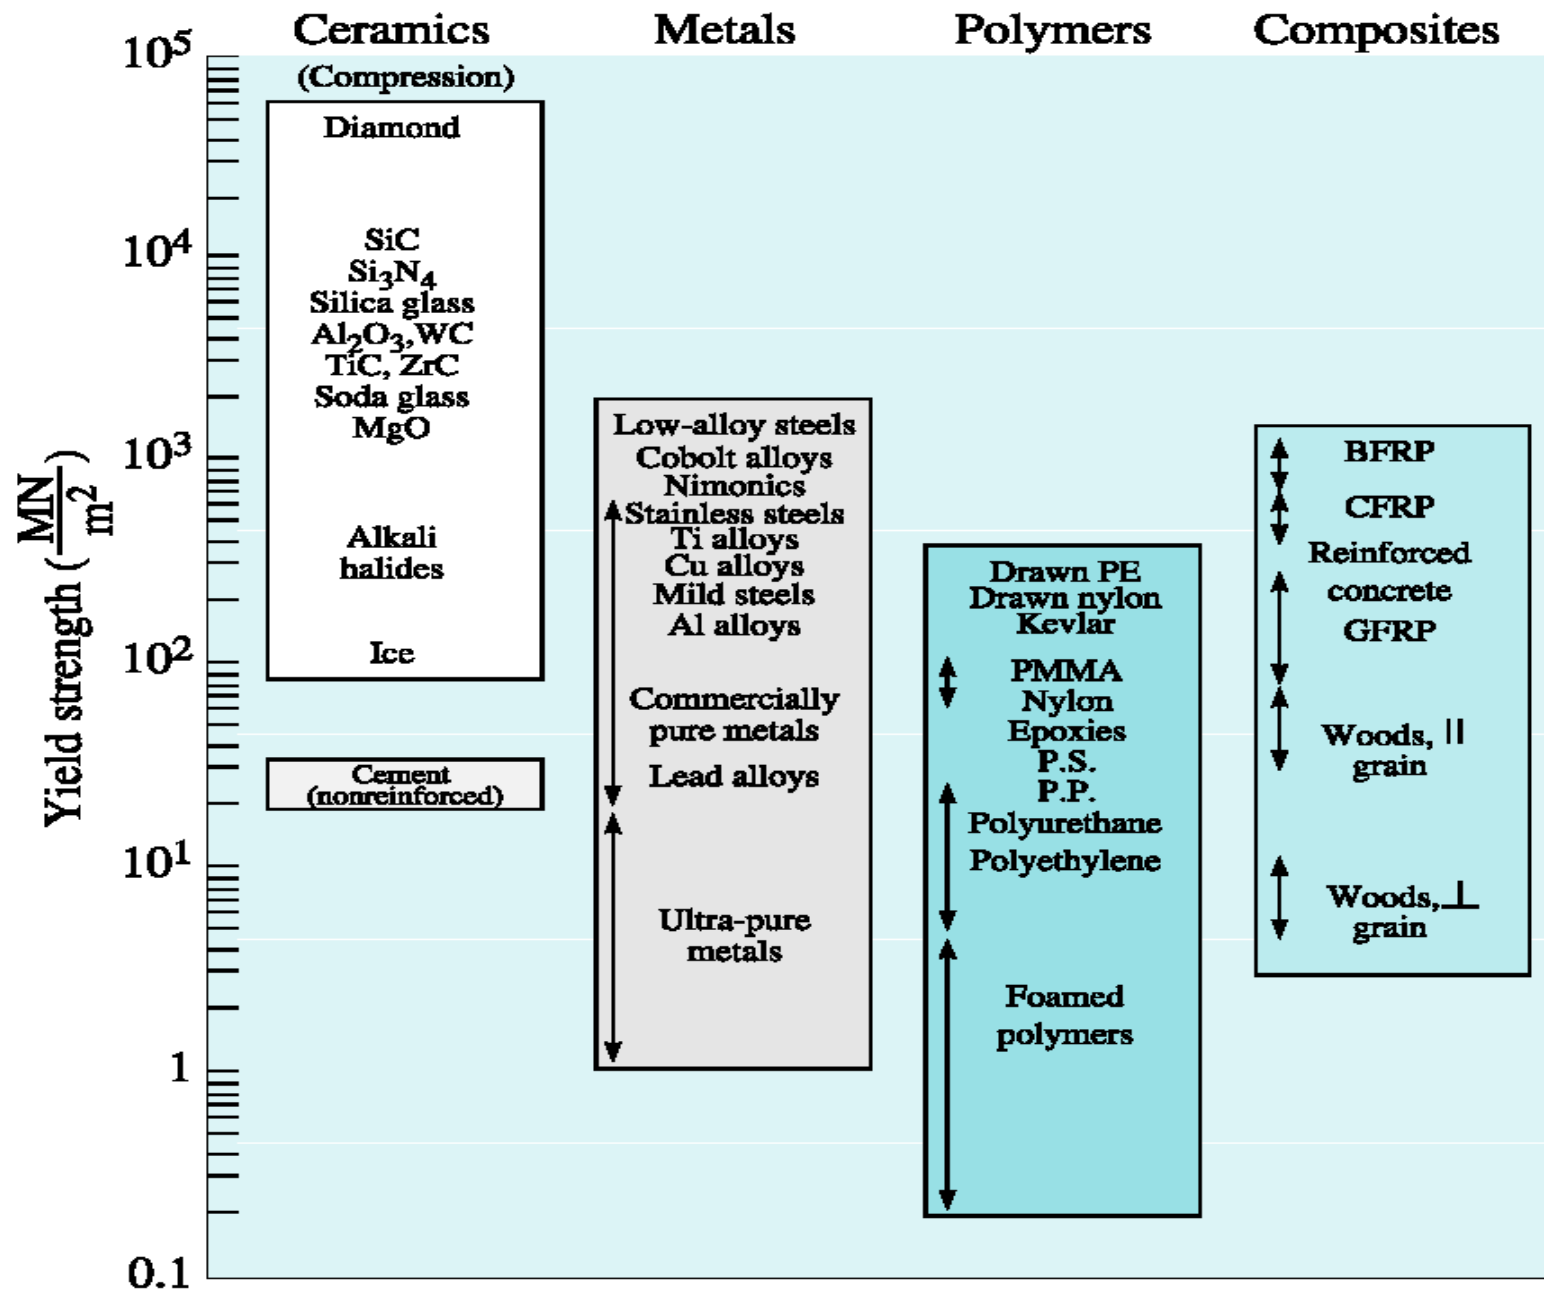 Ceramics Metals Polymers Composites
(Compression)
10⁵
10⁴
10³
10²
10¹
1
0.1
Yield strength (MN/m²)
Diamond
SiC
Si₃N₄
Silica glass
Al₂O₃,WC
TiC, ZrC
Soda glass
MgO
Alkali
halides
Ice
Cement
(nonreinforced)
Low-alloy steels
Cobolt alloys
Nimonics
Stainless steels
Ti alloys
Cu alloys
Mild steels
Al alloys
Commercially
pure metals
Lead alloys
Ultra-pure
metals
Drawn PE
Drawn nylon
Kevlar
PMMA
Nylon
Epoxies
P.S.
P.P.
Polyurethane
Polyethylene
Foamed
polymers
BFRP
CFRP
Reinforced
concrete
GFRP
Woods, ||
grain
Woods,⊥
grain